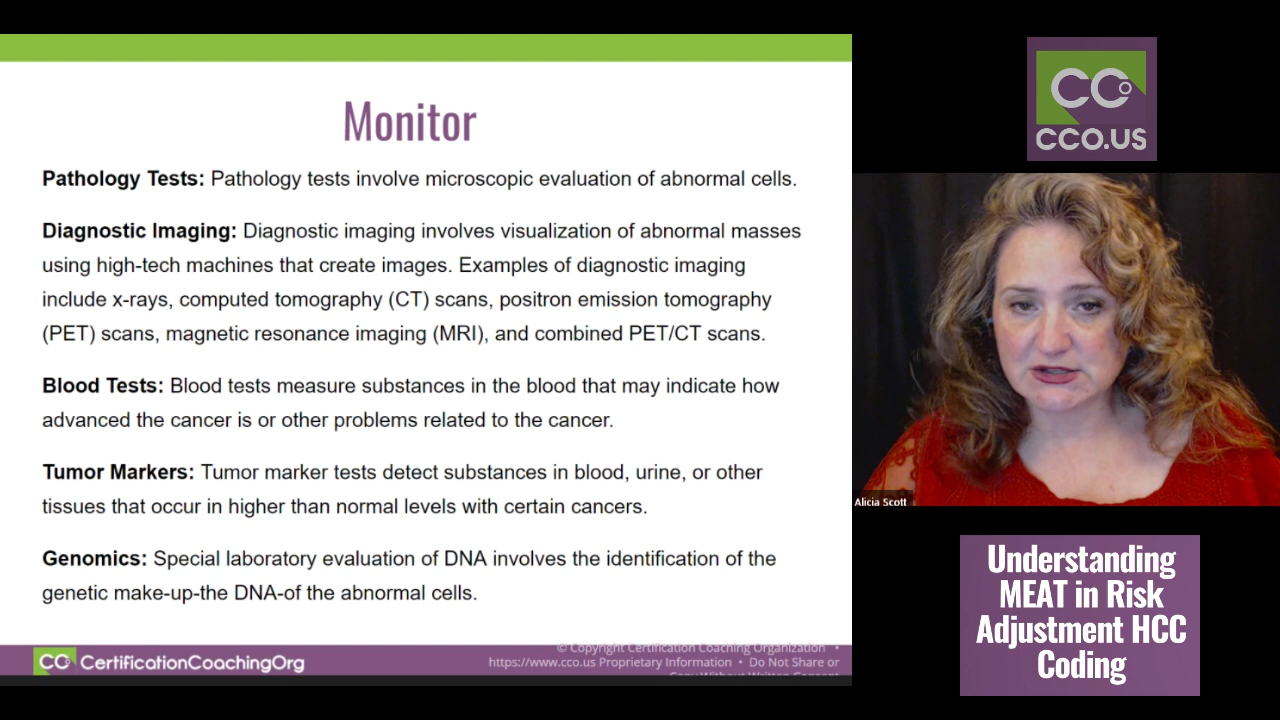 Monitor
Pathology Tests: Pathology tests involve microscopic evaluation of abnormal cells.
Diagnostic Imaging: Diagnostic imaging involves visualization of abnormal masses
using high-tech machines that create images. Examples of diagnostic imaging
include x-rays, computed tomography (CT) scans, positron emission tomography
(PET) scans, magnetic resonance imaging (MRI), and combined PET/CT scans.
Blood Tests: Blood tests measure substances in the blood that may indicate how
advanced the cancer is or other problems related to the cancer.
Tumor Markers: Tumor marker tests detect substances in blood, urine, or other
tissues that occur in higher than normal levels with certain cancers.
Genomics: Special laboratory evaluation of DNA involves the identification of the
genetic make-up-the DNA-of the abnormal cells.
CC CertificationCoachingOrg
© Copyright Certification Coaching Organization •
https://www.cco.us Proprietary Information • Do Not Share or
Copy Without Written Consent
CCO
CCO.US
Alicia Scott
Understanding
MEAT in Risk
Adjustment HCC
Coding